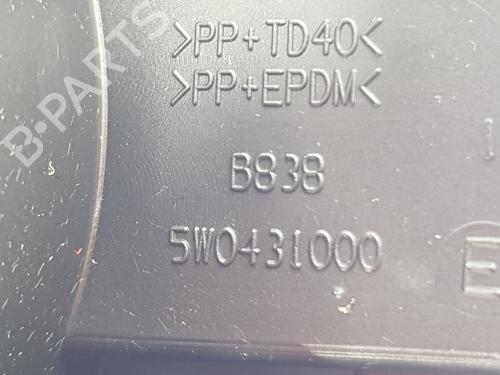 >PP+TD40<
>PP+EPDM<
B838
5W0431000
E
B-PARTS